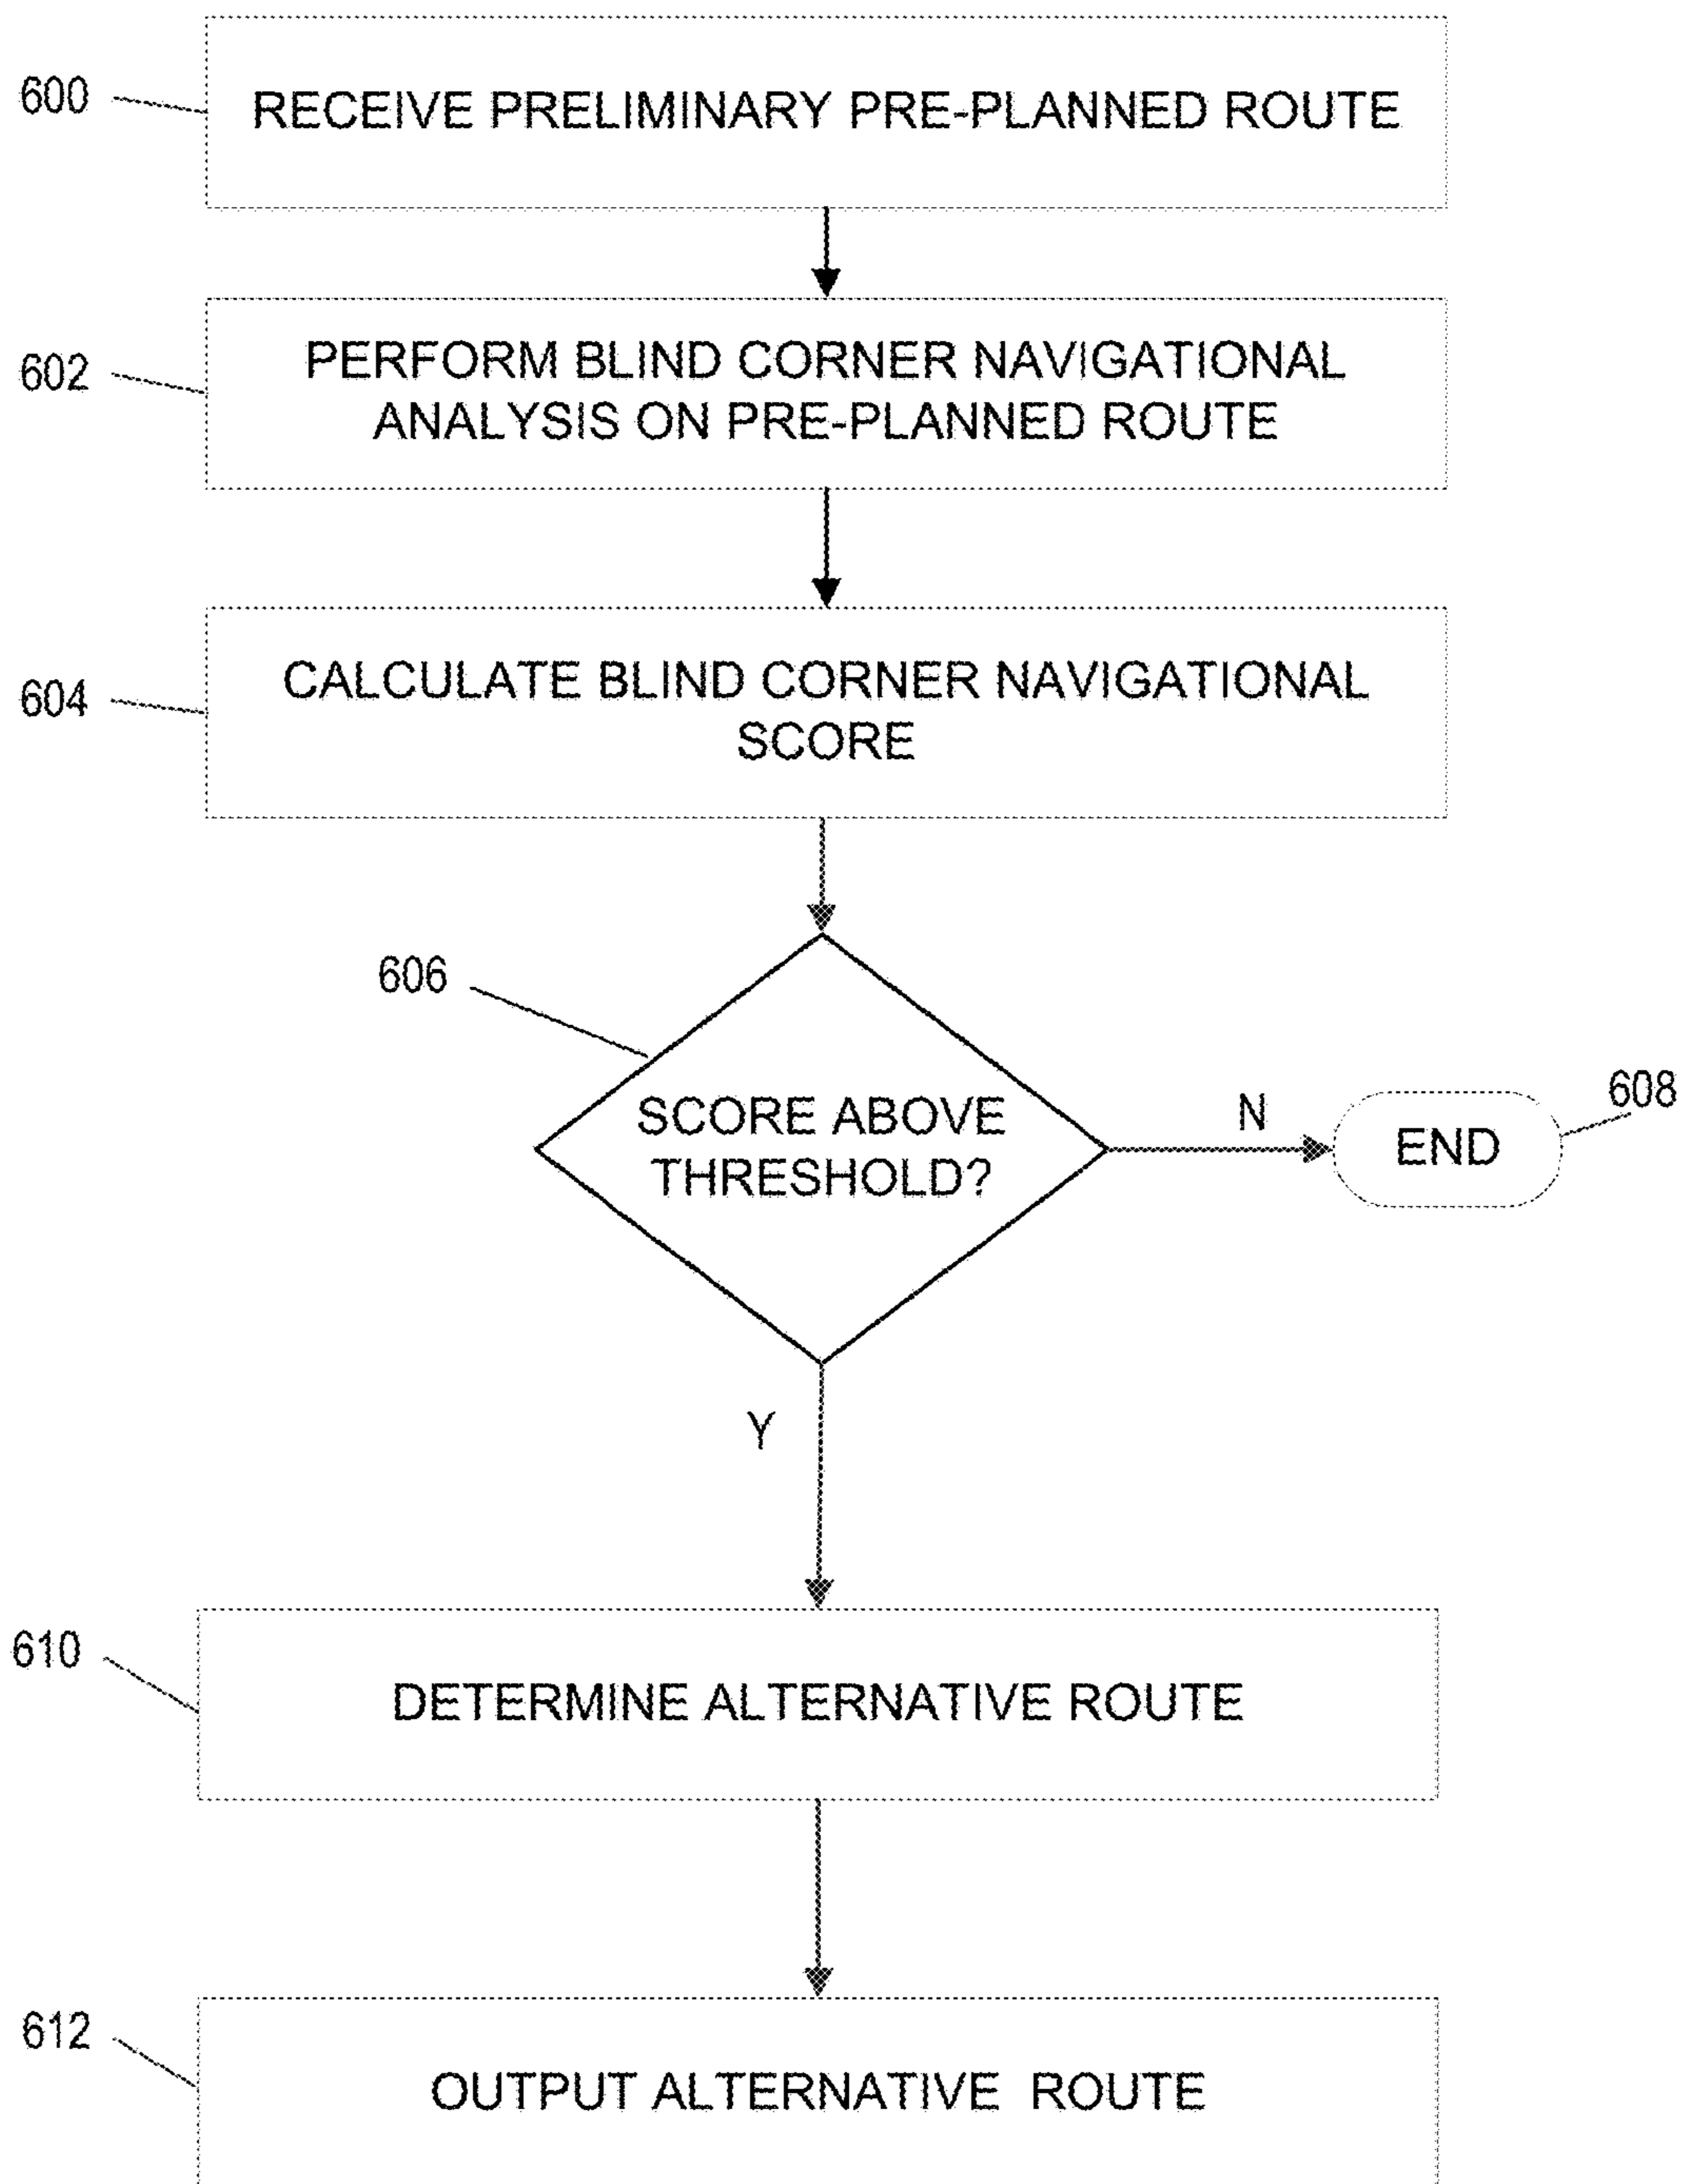 600
RECEIVE PRELIMINARY PRE-PLANNED ROUTE
602
PERFORM BLIND CORNER NAVIGATIONAL
ANALYSIS ON PRE-PLANNED ROUTE
604
CALCULATE BLIND CORNER NAVIGATIONAL
SCORE
606
SCORE ABOVE
THRESHOLD?
N
608
END
Y
610
DETERMINE ALTERNATIVE ROUTE
612
OUTPUT ALTERNATIVE ROUTE